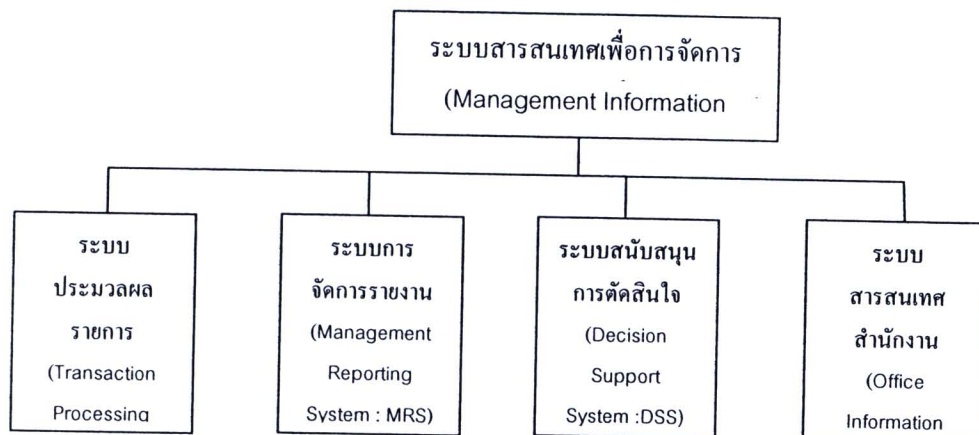 ระบบสารสนเทศเพื่อการจัดการ
(Management Information
ระบบ
ประมวลผล
รายการ
(Transaction
Processing
ระบบการ
จัดการรายงาน
(Management
Reporting
System : MRS)
ระบบสนับสนุน
การตัดสินใจ
(Decision
Support
System :DSS)
ระบบ
สารสนเทศ
สำนักงาน
(Office
Information